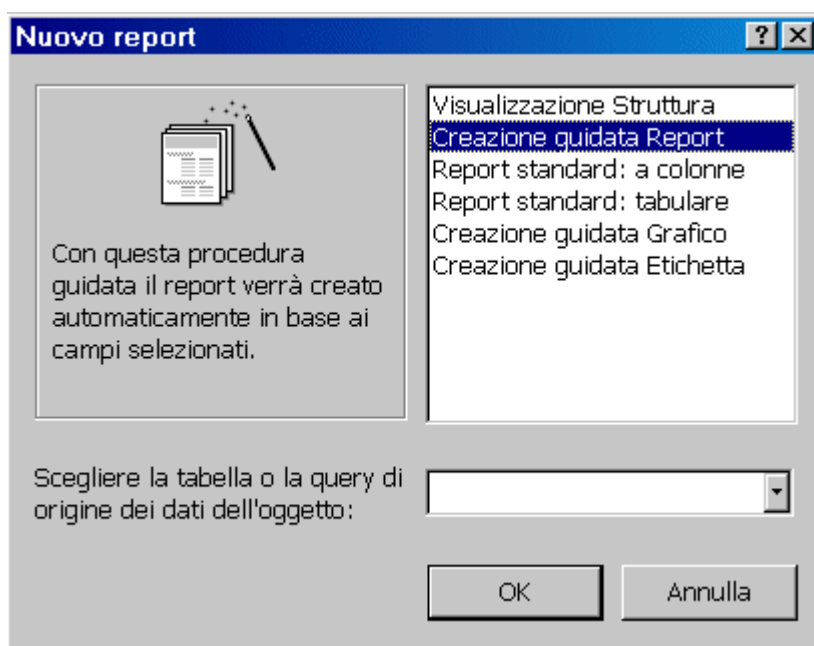 Nuovo report
Visualizzazione Struttura
Creazione guidata Report
Report standard: a colonne
Report standard: tabulare
Creazione guidata Grafico
Creazione guidata Etichetta
Con questa procedura
guidata il report verrà creato
automaticamente in base ai
campi selezionati.
Scegliere la tabella o la query di
origine dei dati dell'oggetto:
OK
Annulla